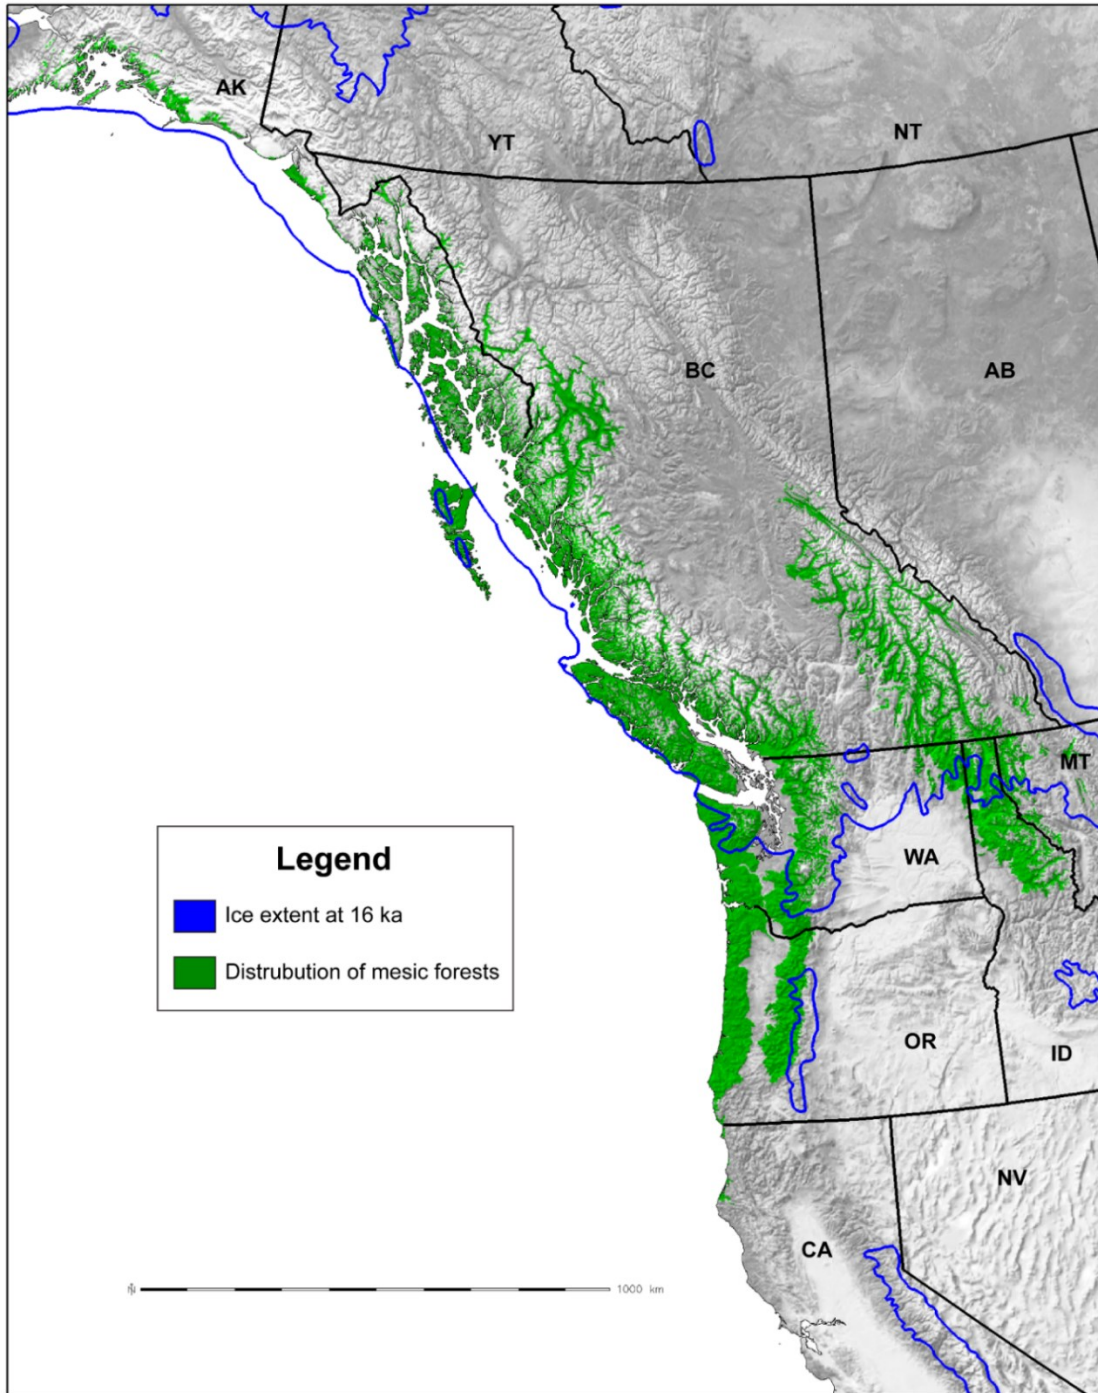 AK
YT
NT
BC
AB
MT
WA
Legend
Ice extent at 16 ka
Distrubution of mesic forests
OR
ID
NV
CA
N
1000 km